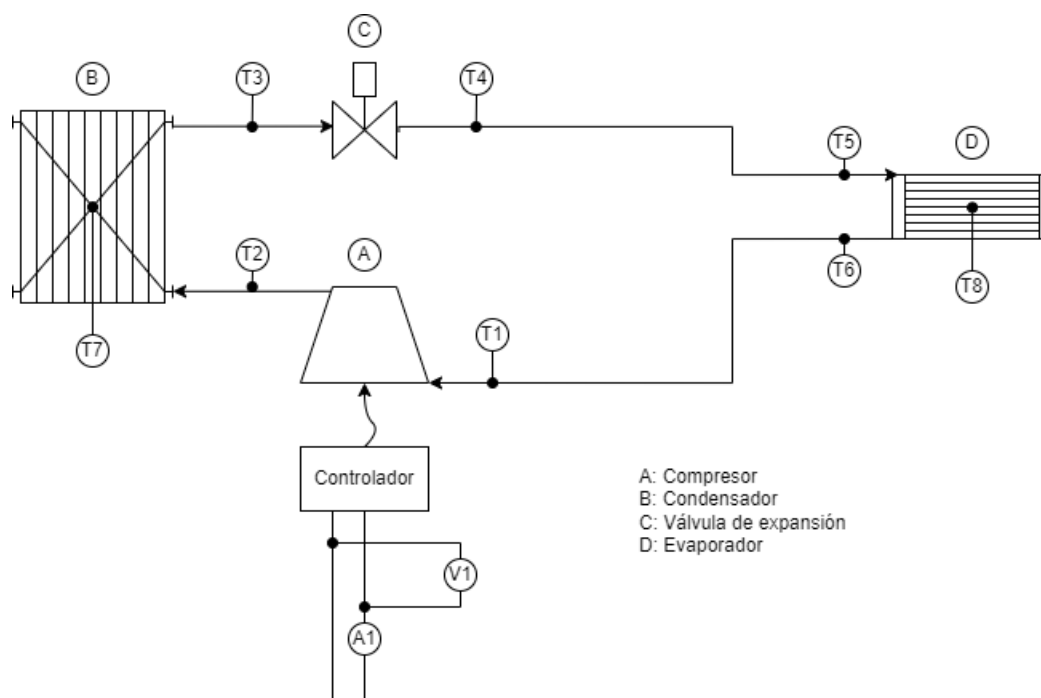 C
B
T3
T4
T5
D
T2
A
T6
T8
T1
T7
Controlador
A: Compresor
B: Condensador
C: Válvula de expansión
D: Evaporador
V1
A1